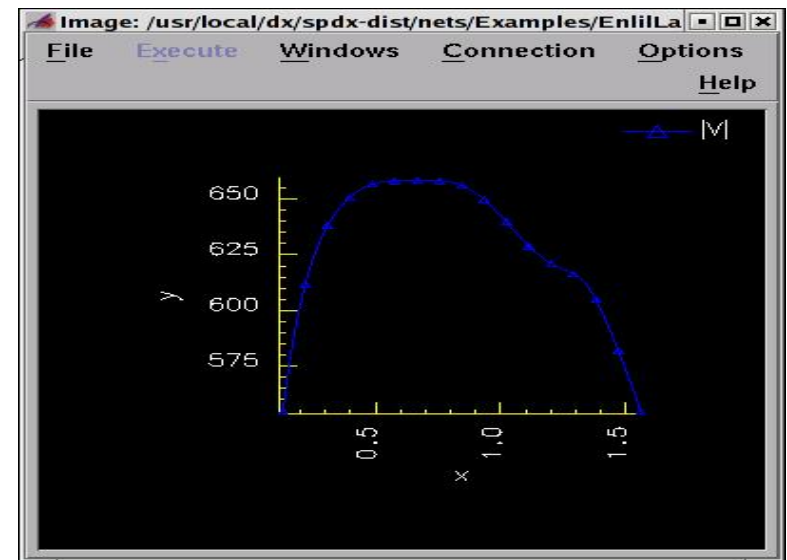 Image: /usr/local/dx/spdx-dist/nets/Examples/EnlilLa
File Execute Windows Connection Options
Help
|V|
650
625
y
600
575
0.5 1.0 1.5
x